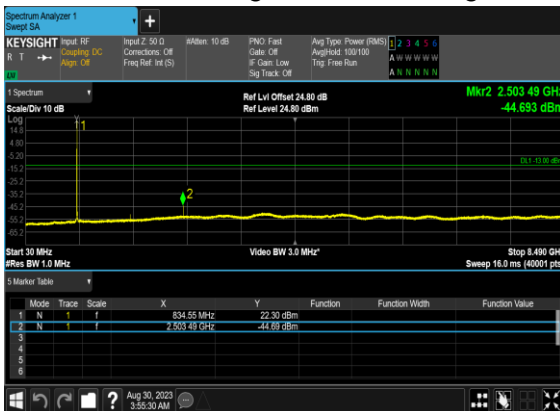 Spectrum Analyzer 1
Swept SA
KEYSIGHT Input: RF Input Z: 50 Ω #Atten: 10 dB PNO: Fast Avg Type: Power (RMS) 1 2 3 4 5 6
R T Coupling: DC Corrections: Off Gate: Off Avg|Hold: 100/100 A W W W W W
Align: Off Freq Ref: Int (S) IF Gain: Low Trig: Free Run
Sig Track: Off A N N N N N
1 Spectrum Ref Lvl Offset 24.80 dB Mkr2 2.503 49 GHz
Scale/Div 10 dB Ref Level 24.80 dBm -44.693 dBm
Log
14.8 1
4.80
-5.20
DL1 -13.00 dBm
-15.2
-25.2
-35.2 2
-45.2
-55.2
-65.2
Start 30 MHz Video BW 3.0 MHz* Stop 8.490 GHz
#Res BW 1.0 MHz Sweep 16.0 ms (40001 pts
5 Marker Table
Mode Trace Scale X Y Function Function Width Function Value
1 N 1 f 834.55 MHz 22.30 dBm
2 N 1 f 2.503 49 GHz -44.69 dBm
3
4
5
6
? Aug 30, 2023
3:55:30 AM